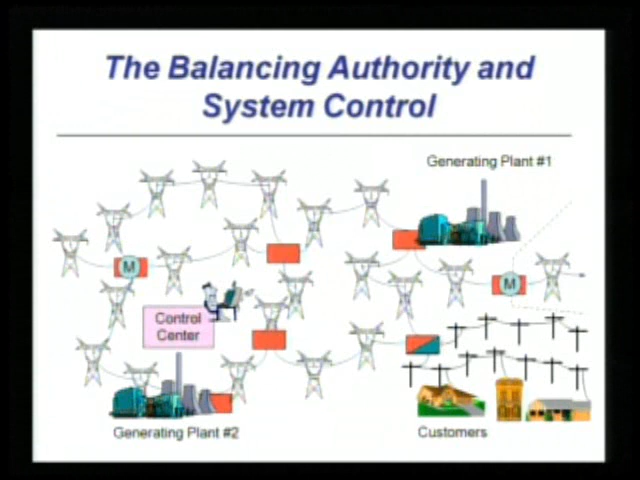 The Balancing Authority and
System Control
Generating Plant #1
M
M
Control
Center
Generating Plant #2
Customers